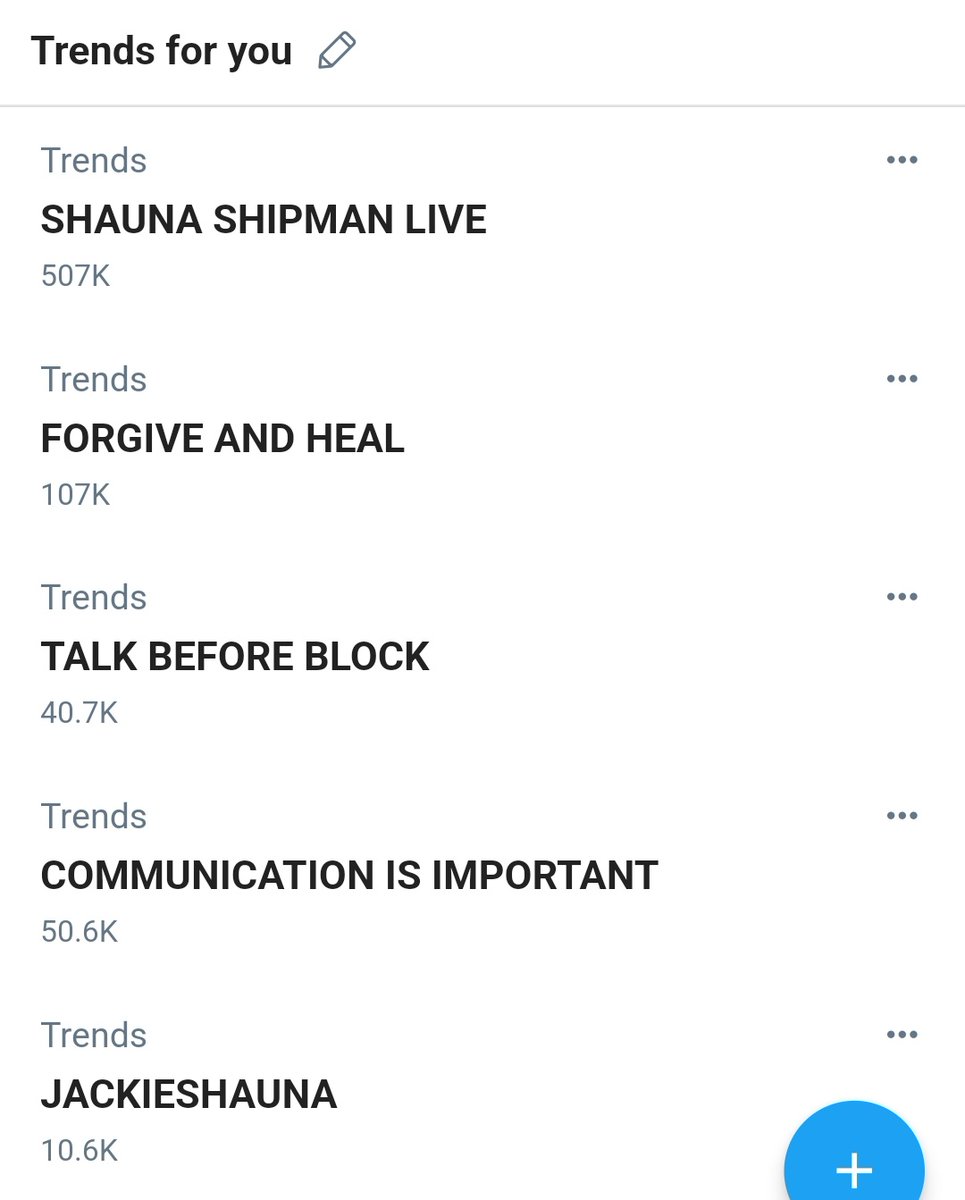 Trends for you
Trends
SHAUNA SHIPMAN LIVE
507K
Trends
FORGIVE AND HEAL
107K
Trends
TALK BEFORE BLOCK
40.7K
Trends
COMMUNICATION IS IMPORTANT
50.6K
Trends
JACKIESHAUNA
10.6K